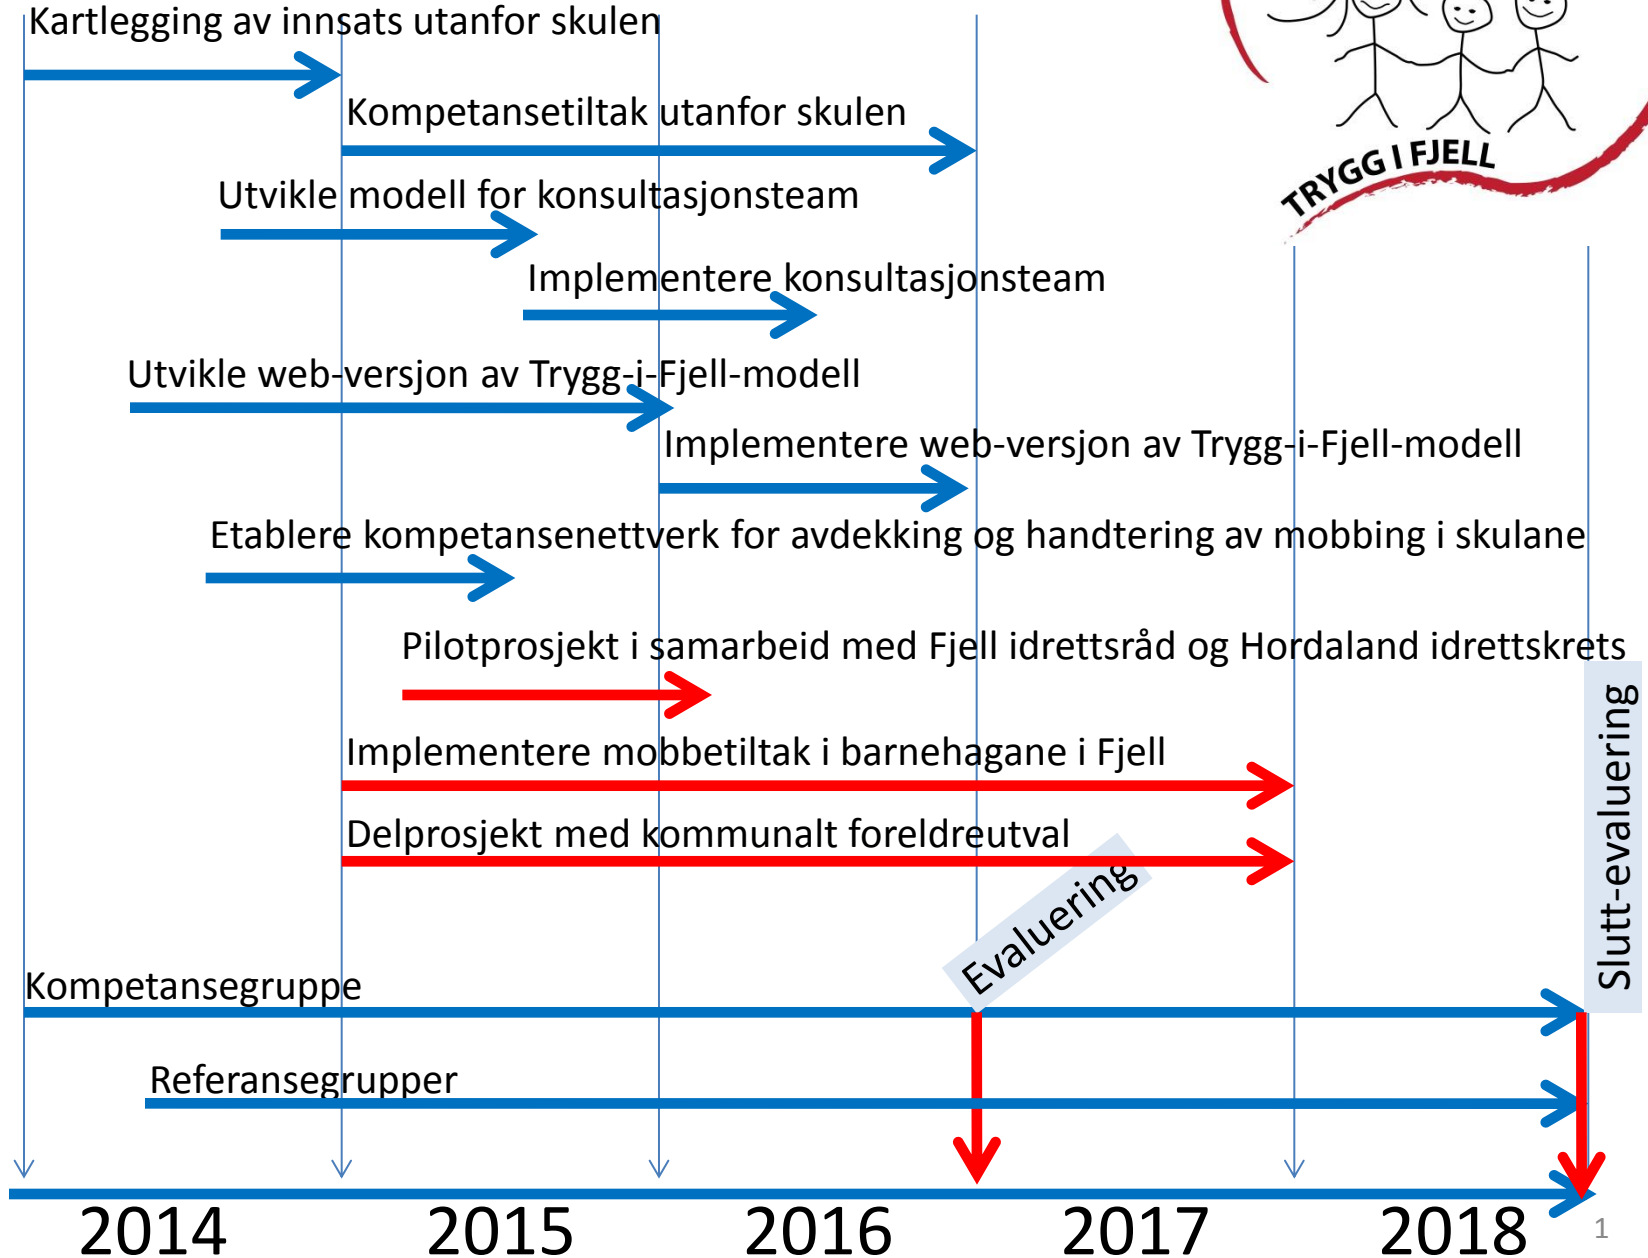 Kartlegging av innsats utanfor skulen
Kompetansetiltak utanfor skulen
TRYGG I FJELL
Utvikle modell for konsultasjonsteam
Implementere konsultasjonsteam
Utvikle web-versjon av Trygg-i-Fjell-modell
Implementere web-versjon av Trygg-i-Fjell-modell
Etablere kompetansenettverk for avdekking og handtering av mobbing i skulane
Pilotprosjekt i samarbeid med Fjell idrettsråd og Hordaland idrettskrets
Implementere mobbetiltak i barnehagane i Fjell
Delprosjekt med kommunalt foreldreutval
Evaluering
Slutt-evaluering
Kompetansegruppe
Referansegrupper
2014 2015 2016 2017 2018
1